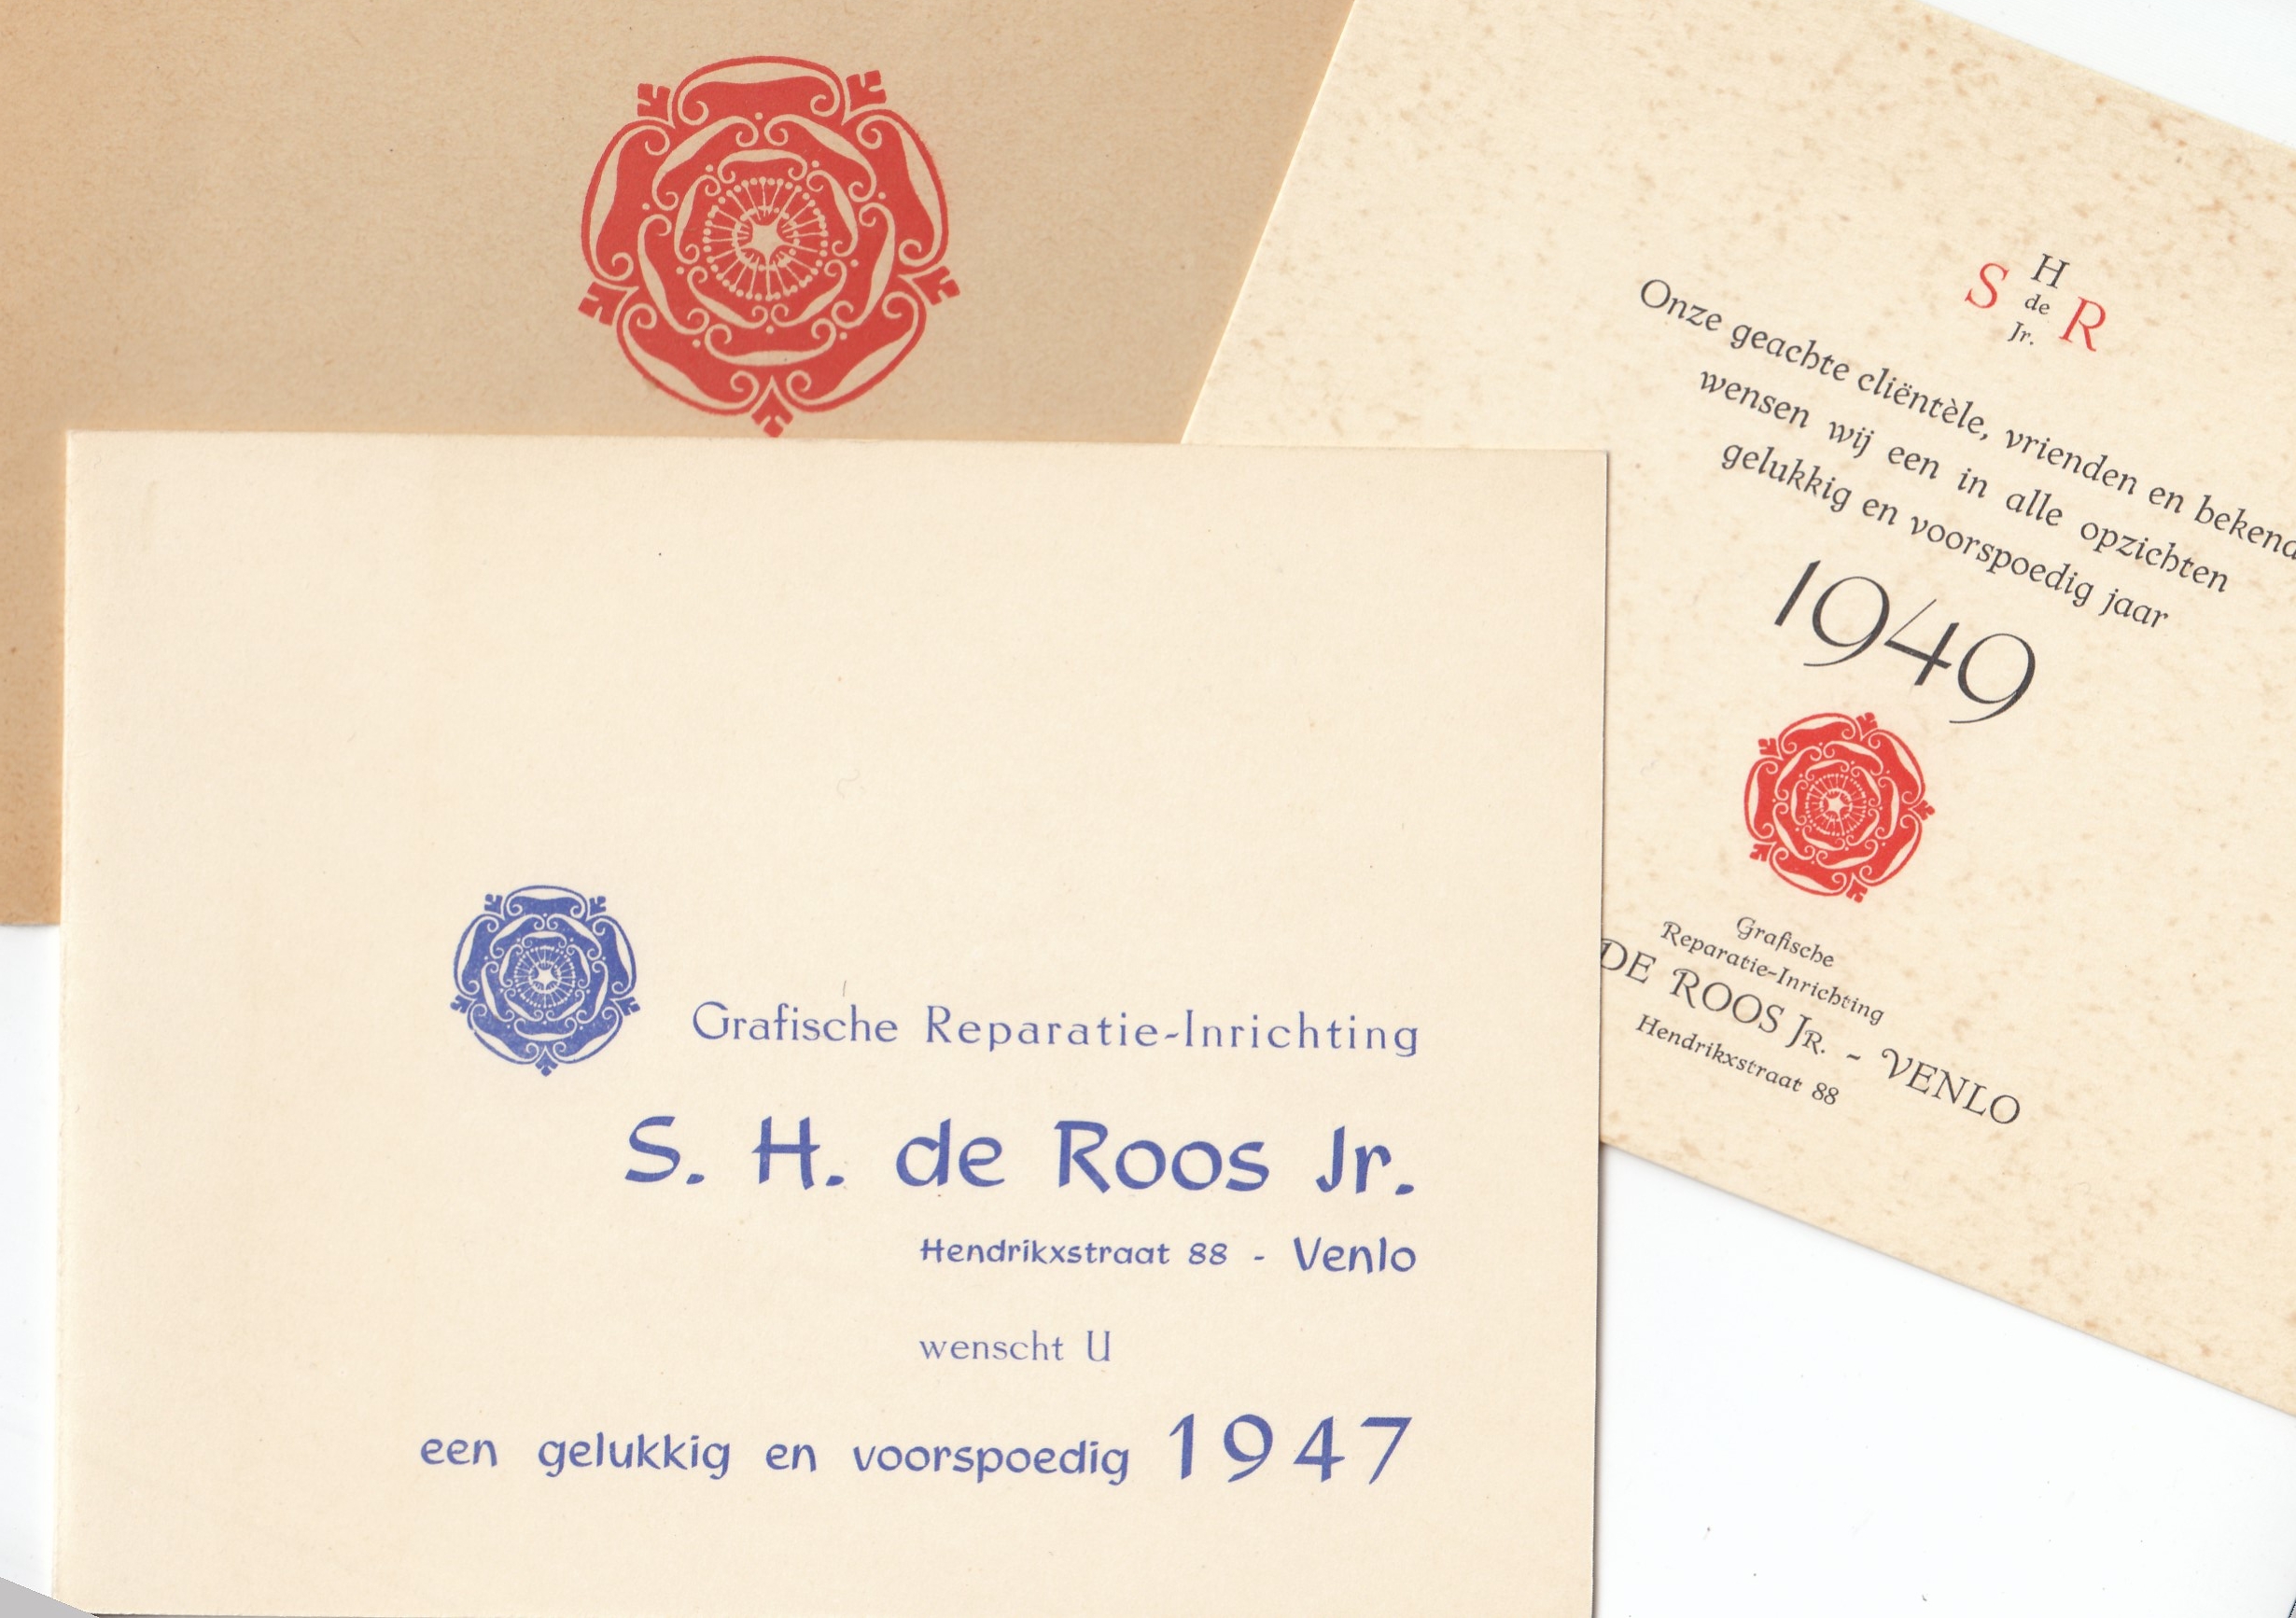 Grafische Reparatie-Inrichting
S. H. de Roos Jr.
Hendrikxstraat 88 - Venlo
wenscht U
een gelukkig en voorspoedig 1947
S H de Jr. R
Onze geachte cliëntèle, vrienden en bekend
wensen wij een in alle opzichten
gelukkig en voorspoedig jaar
1949
Grafische
Reparatie-Inrichting
DE ROOS JR. - VENLO
Hendrikxstraat 88